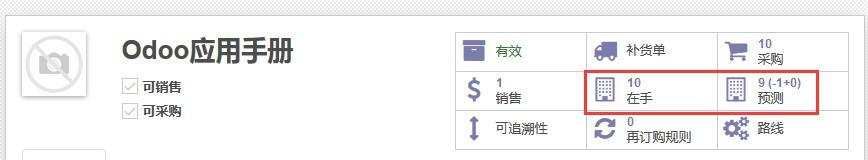 Odoo应用手册
可销售
可采购
有效
补货单
10
采购
1
销售
10
在手
9 (-1+0)
预测
可追溯性
0
再订购规则
路线